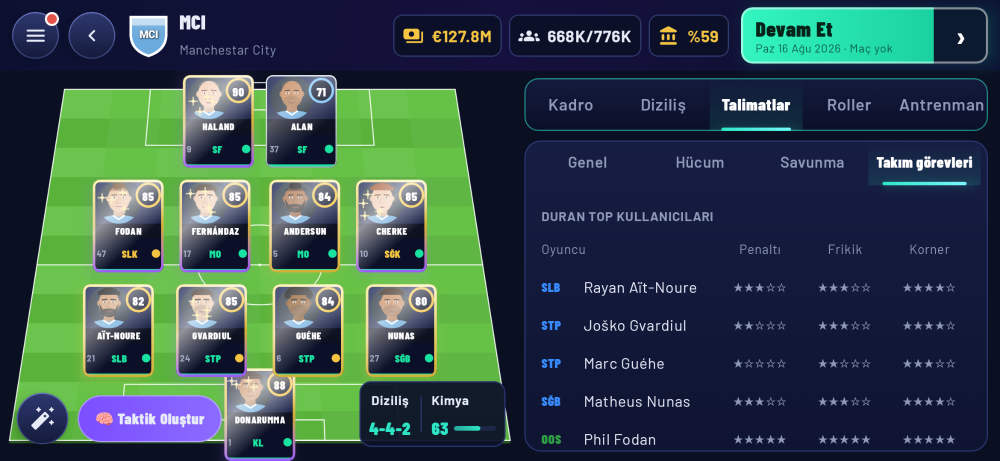 MCI
MCI
Manchestar City
€127.8M
668K/776K
%59
Devam Et
Paz 16 Ağu 2026 · Maç yok
Kadro Diziliş Talimatlar Roller Antrenman
Genel Hücum Savunma Takım görevleri
DURAN TOP KULLANICILARI
Oyuncu Penaltı Frikik Korner
SLB Rayan Aït-Noure ★★★☆☆ ★★★☆☆ ★★★★☆
STP Joško Gvardiul ★★☆☆☆ ★★★☆☆ ★★★★☆
STP Marc Guéhe ★☆☆☆☆ ★★☆☆☆ ★★★☆☆
SĞB Matheus Nunas ★★★☆☆ ★★★☆☆ ★★★★☆
OOS Phil Fodan ★★★★★ ★★★★★ ★★★★★
90
HALAND
9 SF
71
ALAN
37 SF
85
FODAN
47 SLK
85
FERNÁNDAZ
17 MO
84
ANDERSUN
5 MO
85
CHERKE
10 SĞK
82
AÏT-NOURE
21 SLB
85
GVARDIUL
24 STP
84
GUÉHE
6 STP
80
NUNAS
27 SĞB
88
DONARUMMA
1 KL
Taktik Oluştur
Diziliş Kimya
4-4-2 63